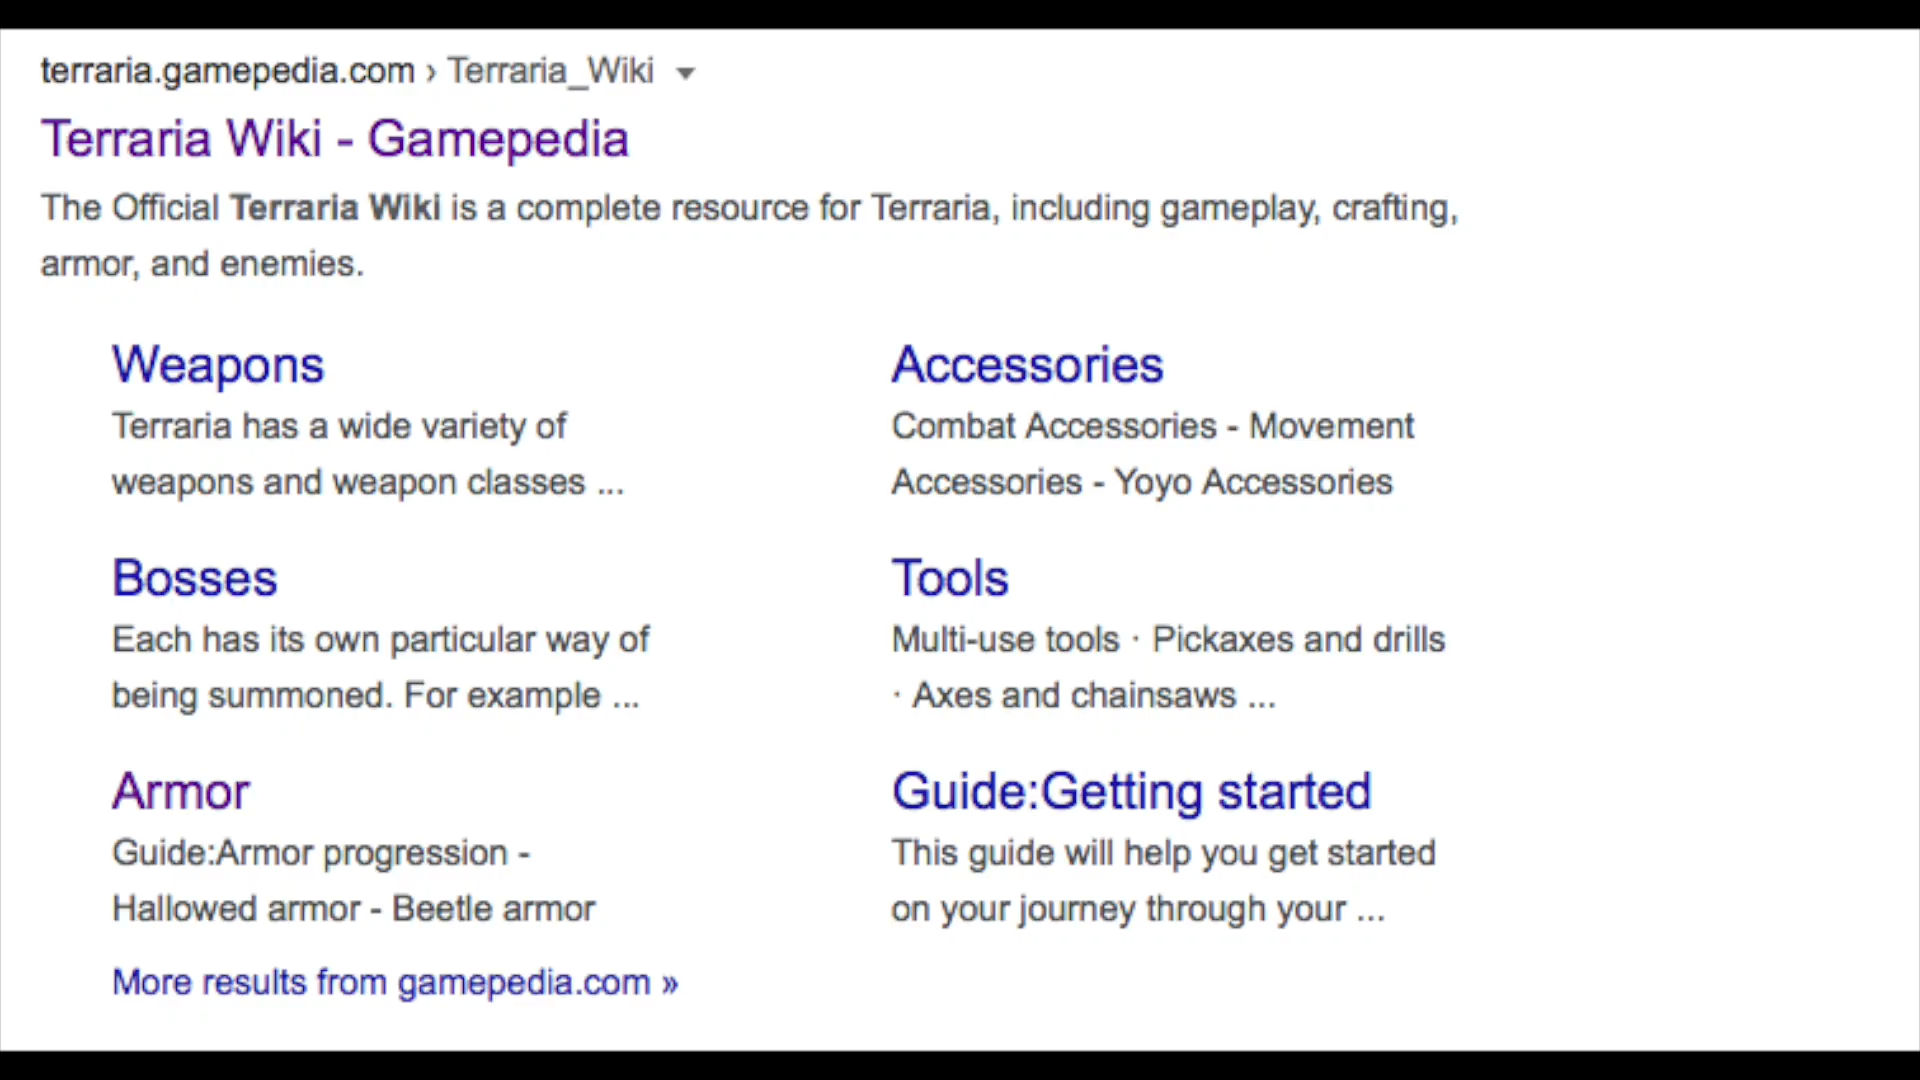 terraria.gamepedia.com › Terraria_Wiki
Terraria Wiki - Gamepedia
The Official Terraria Wiki is a complete resource for Terraria, including gameplay, crafting,
armor, and enemies.
Weapons
Terraria has a wide variety of
weapons and weapon classes ...
Accessories
Combat Accessories - Movement
Accessories - Yoyo Accessories
Bosses
Each has its own particular way of
being summoned. For example ...
Tools
Multi-use tools · Pickaxes and drills
· Axes and chainsaws ...
Armor
Guide:Armor progression -
Hallowed armor - Beetle armor
Guide:Getting started
This guide will help you get started
on your journey through your ...
More results from gamepedia.com »